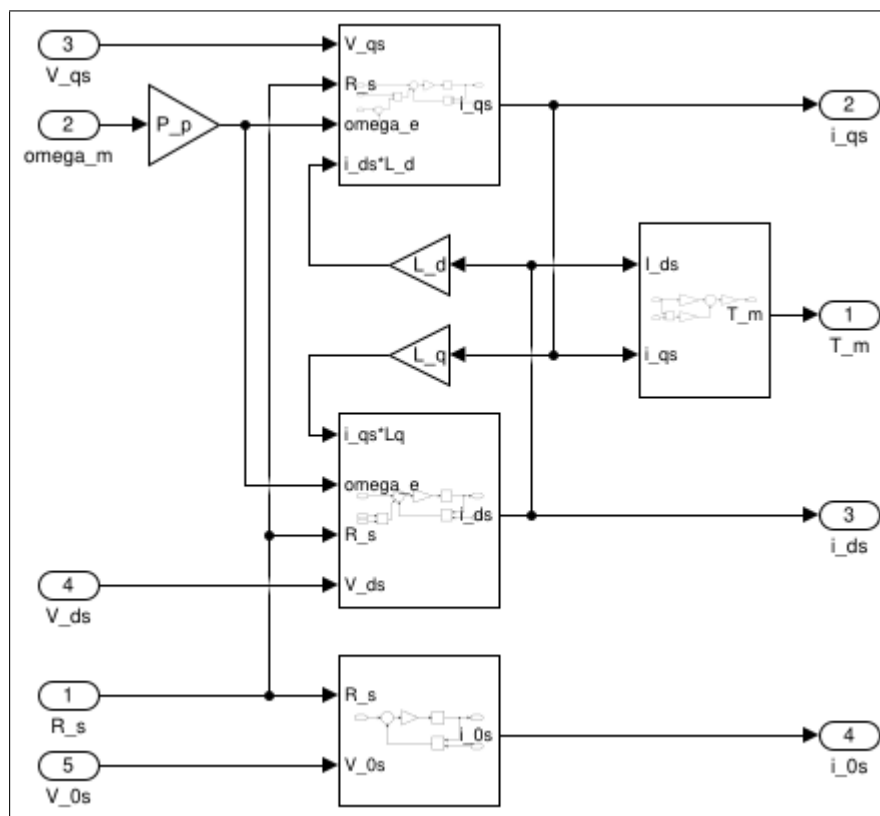 3
V_qs
V_qs
R_s
i_qs
omega_e
i_ds*L_d
2
i_qs
2
omega_m
P_p
L_d
I_ds
T_m
i_qs
1
T_m
L_q
i_qs*Lq
omega_e
i_ds
R_s
V_ds
3
i_ds
4
V_ds
1
R_s
R_s
i_0s
V_0s
4
i_0s
5
V_0s